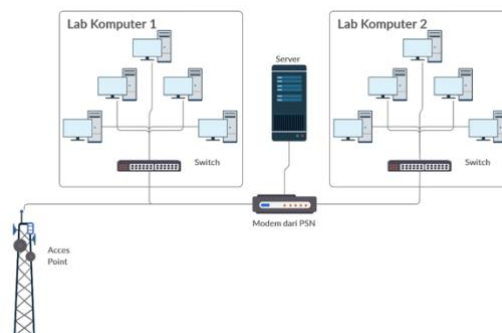 Lab Komputer 1
Lab Komputer 2
Server
Switch
Switch
Modem dari PSN
Acces
Point